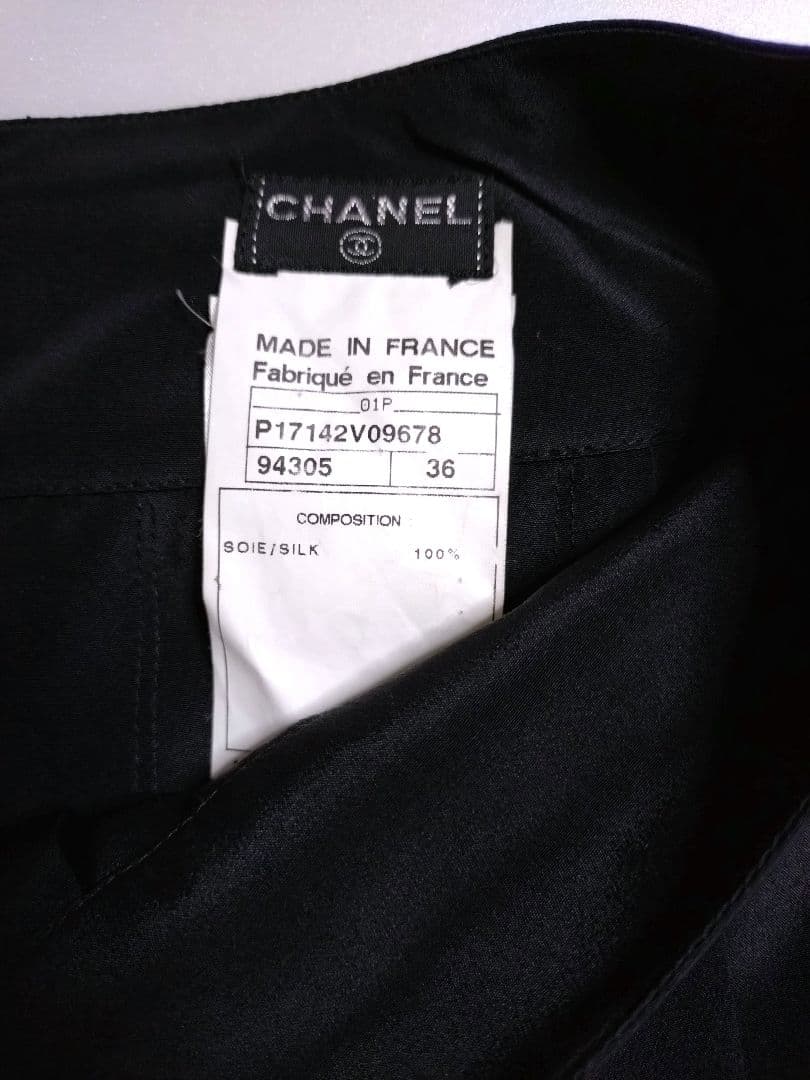 CHANEL
MADE IN FRANCE
Fabriqué en France
01P
P17142V09678
94305 36
COMPOSITION
SOIE/SILK 100%